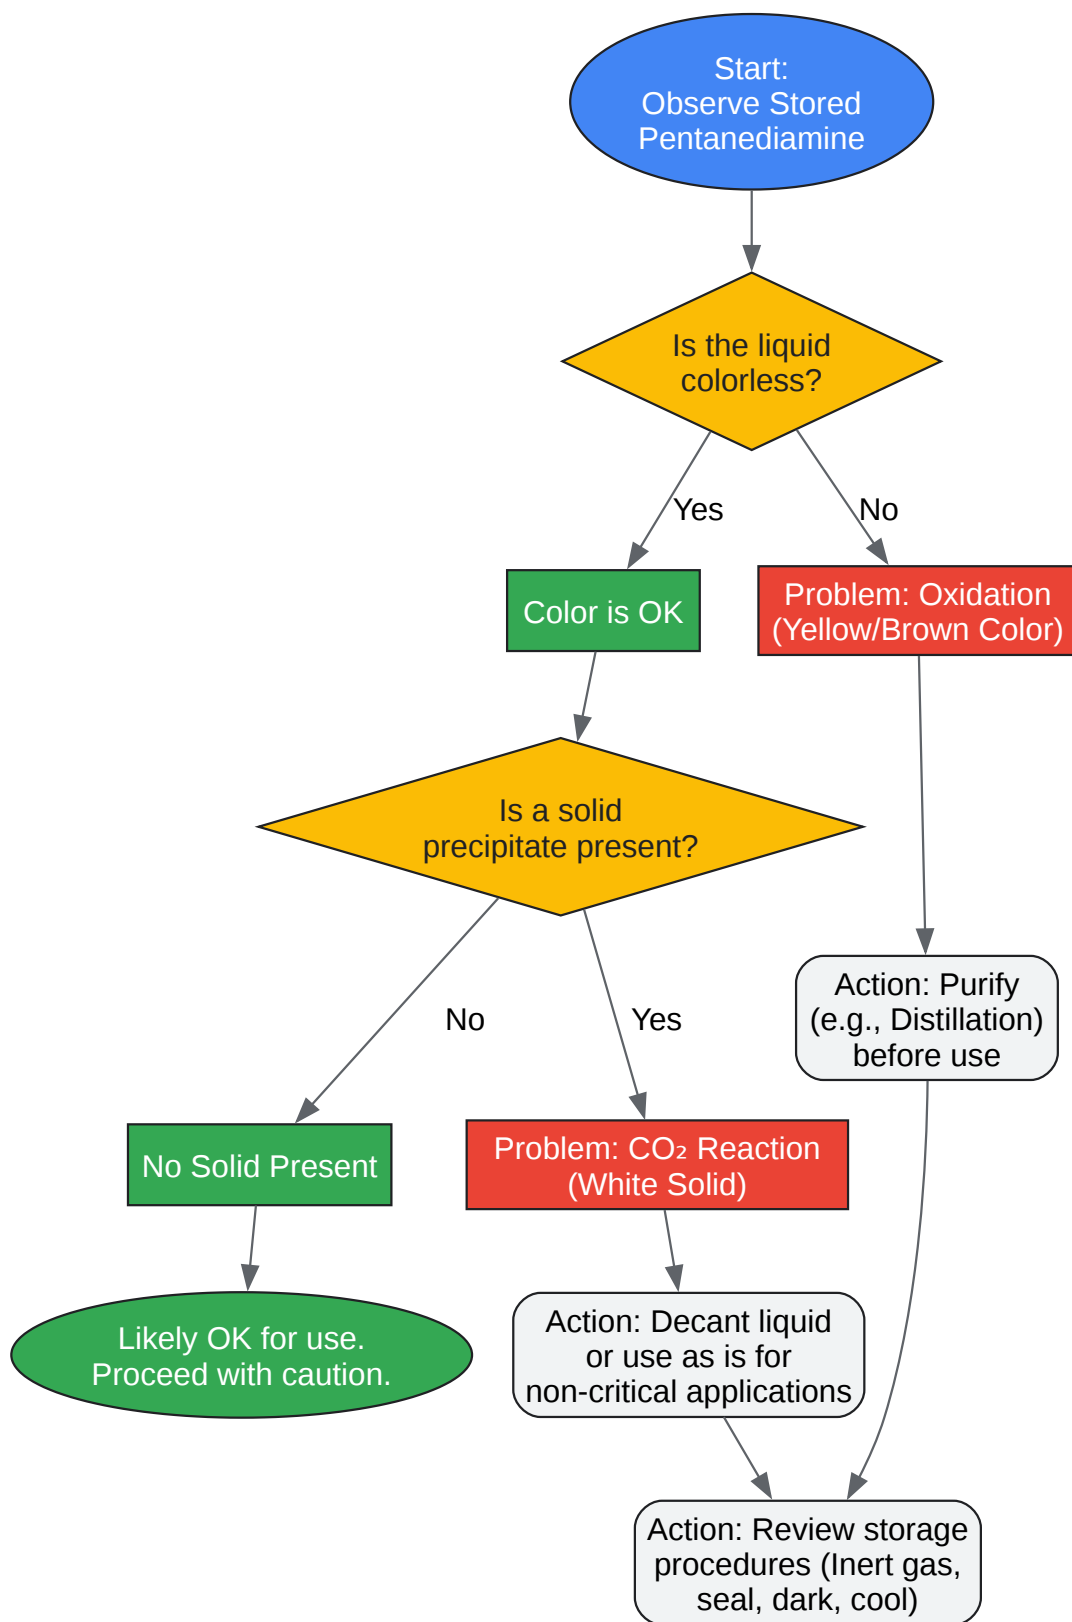 Start:
Observe Stored
Pentanediamine
Is the liquid
colorless?
Yes
No
Color is OK
Problem: Oxidation
(Yellow/Brown Color)
Is a solid
precipitate present?
No
Yes
Action: Purify
(e.g., Distillation)
before use
No Solid Present
Problem: CO₂ Reaction
(White Solid)
Likely OK for use.
Proceed with caution.
Action: Decant liquid
or use as is for
non-critical applications
Action: Review storage
procedures (Inert gas,
seal, dark, cool)